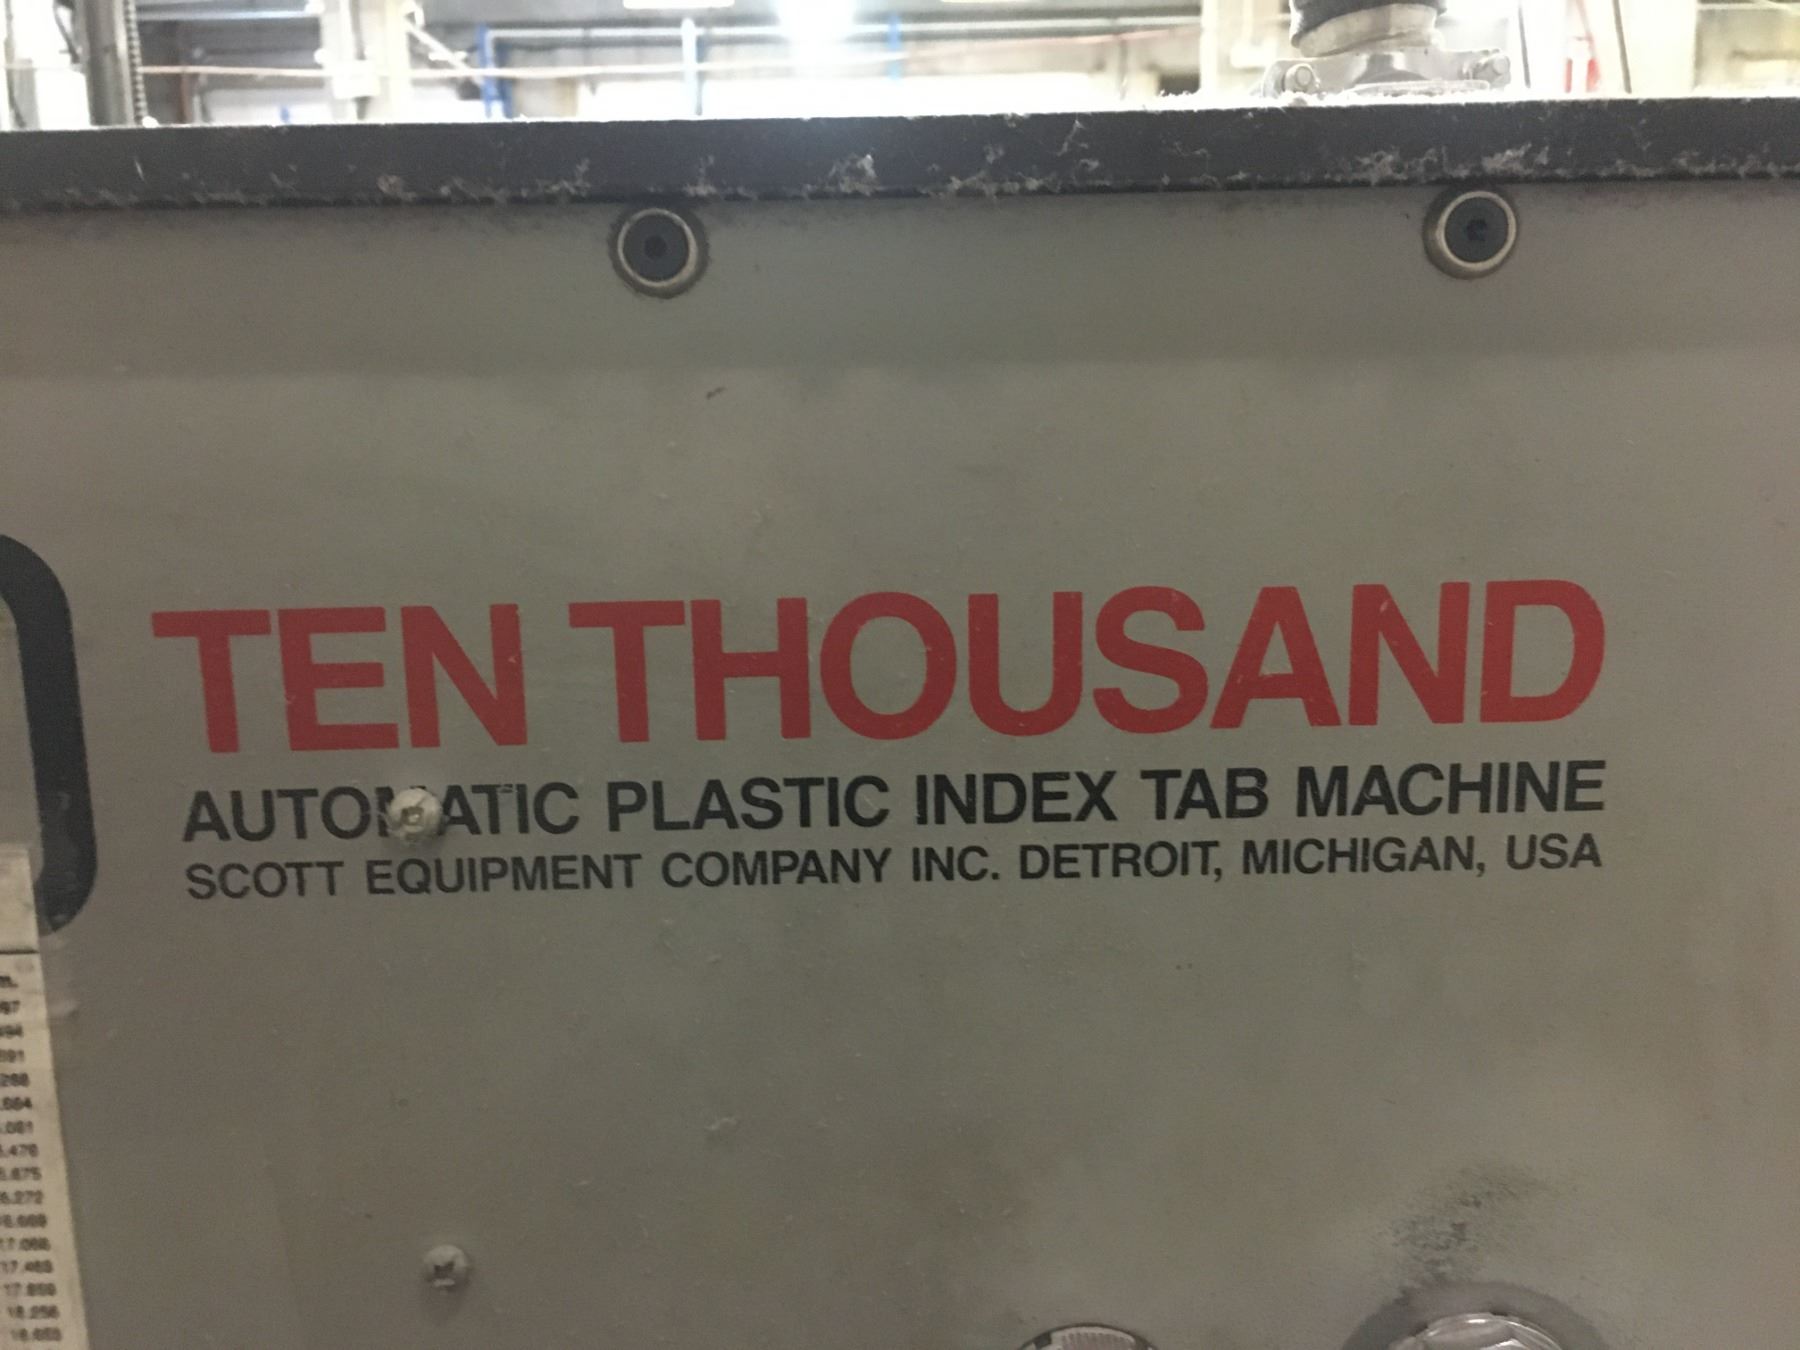 TEN THOUSAND
AUTOMATIC PLASTIC INDEX TAB MACHINE
SCOTT EQUIPMENT COMPANY INC. DETROIT, MICHIGAN, USA